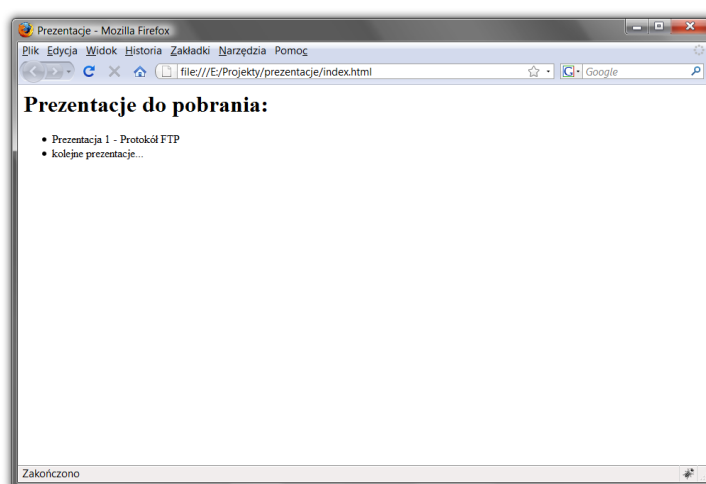 Prezentacje - Mozilla Firefox
Plik Edycja Widok Historia Zakładki Narzędzia Pomoc
file:///E:/Projekty/prezentacje/index.html G Google
Prezentacje do pobrania:
Prezentacja 1 - Protokół FTP
kolejne prezentacje...
Zakończono